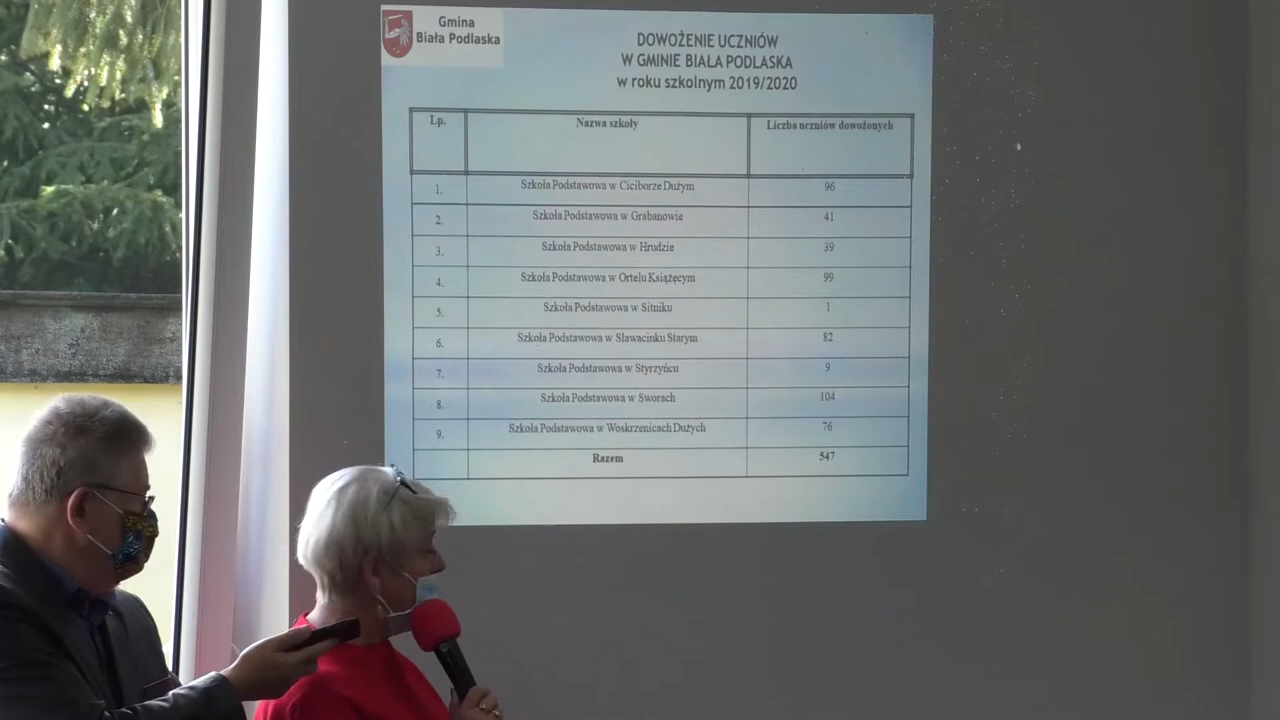 Gmina
Biała Podlaska
DOWOŻENIE UCZNIÓW
W GMINIE BIAŁA PODLASKA
w roku szkolnym 2019/2020
Lp. Nazwa szkoły Liczba uczniów dowożonych
1. Szkoła Podstawowa w Ciciborze Dużym 96
2. Szkoła Podstawowa w Grabanowie 41
3. Szkoła Podstawowa w Hrudzie 39
4. Szkoła Podstawowa w Ortelu Książęcym 99
5. Szkoła Podstawowa w Sitniku 1
6. Szkoła Podstawowa w Sławacinku Starym 82
7. Szkoła Podstawowa w Styrzyńcu 9
8. Szkoła Podstawowa w Sworach 104
9. Szkoła Podstawowa w Woskrzenicach Dużych 76
Razem 547